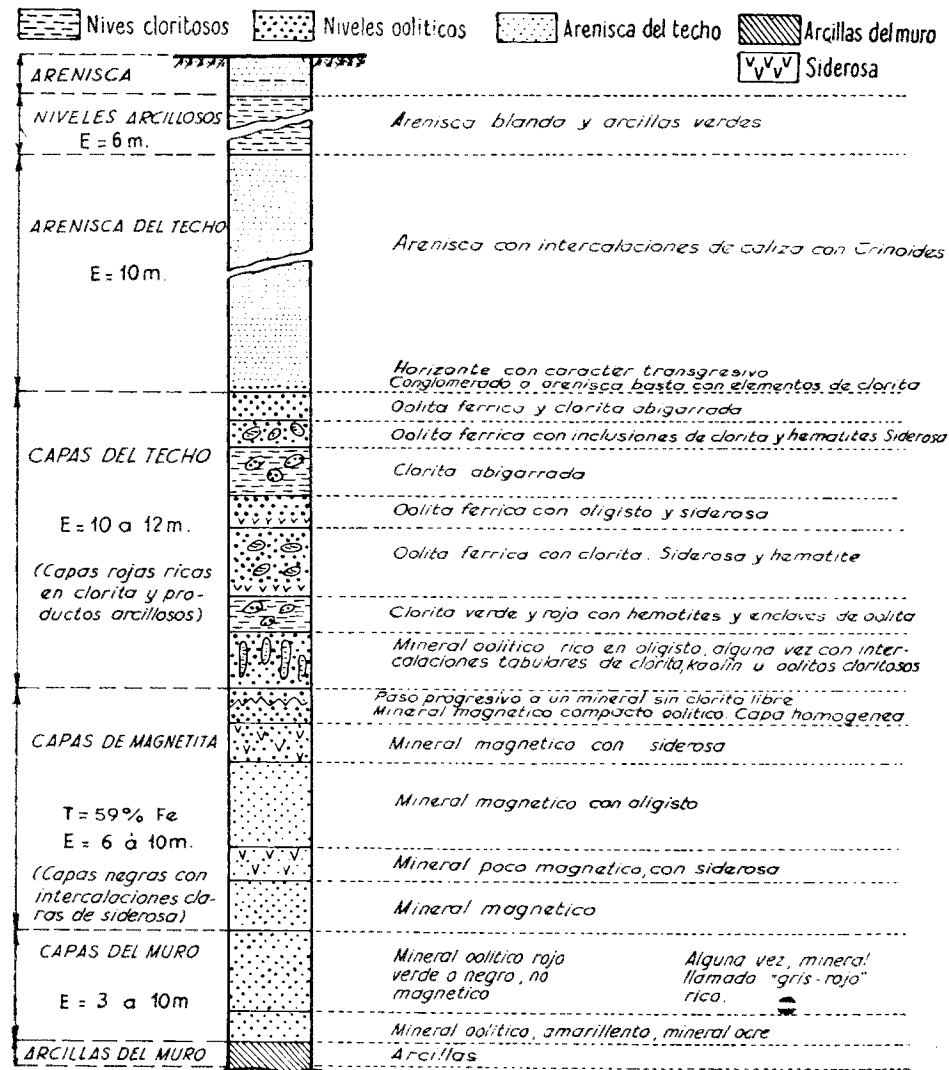 Nives cloritosos
Niveles ooliticos
Arenisca del techo
Arcillas del muro
Siderosa
ARENISCA
NIVELES ARCILLOSOS
E = 6 m.
Arenisca blanda y arcillas verdes
ARENISCA DEL TECHO
E = 10 m.
Arenisca con intercalaciones de caliza con Crinoides
Horizonte con caracter transgresivo
Conglomerado o arenisca basta con elementos de clorita
CAPAS DEL TECHO
E = 10 a 12 m.
(Capas rojas ricas
en clorita y pro-
ductos arcillosos)
Oolita ferrica y clorita abigarrada
Oolita ferrica con inclusiones de clorita y hematites Siderosa
Clorita abigarrada
Oolita ferrica con oligisto y siderosa
Oolita ferrica con clorita. Siderosa y hematite
Clorita verde y roja con hematites y enclaves de oolita
Mineral oolitico, rico en oligisto, alguna vez con inter-
calaciones tabulares de clorita, kaolin u oolitos cloritosos
CAPAS DE MAGNETITA
T = 59% Fe
E = 6 à 10 m.
(Capas negras con
intercalaciones cla-
ras de siderosa)
Paso progresivo a un mineral sin clorita libre
Mineral magnetico compacto oolitico. Capa homogenea
Mineral magnetico con siderosa
Mineral magnetico con oligisto
Mineral poco magnetico, con siderosa
Mineral magnetico
CAPAS DEL MURO
E = 3 a 10 m
Mineral oolitico rojo
verde o negro, no
magnetico
Alguna vez, mineral
llamado "gris-rojo"
rico.
Mineral oolitico, amarillento, mineral ocre
ARCILLAS DEL MURO
Arcillas